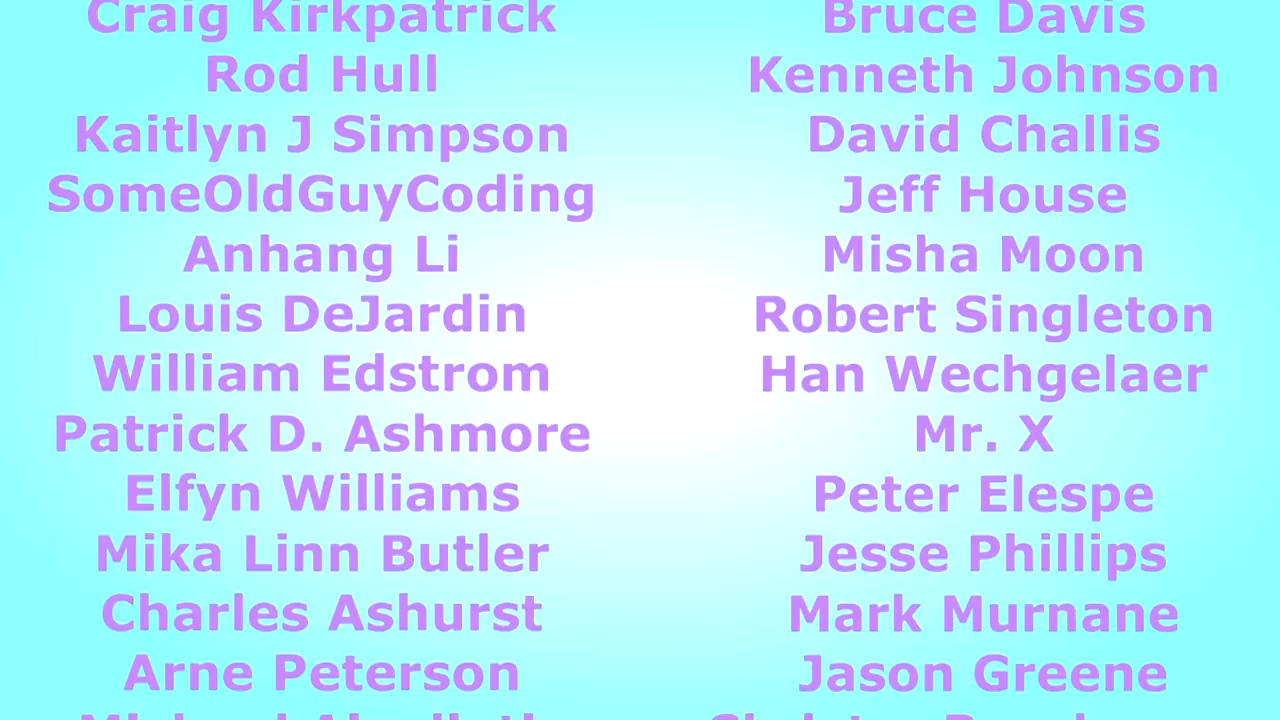 Craig Kirkpatrick Bruce Davis
Rod Hull Kenneth Johnson
Kaitlyn J Simpson David Challis
SomeOldGuyCoding Jeff House
Anhang Li Misha Moon
Louis DeJardin Robert Singleton
William Edstrom Han Wechgelaer
Patrick D. Ashmore Mr. X
Elfyn Williams Peter Elespe
Mika Linn Butler Jesse Phillips
Charles Ashurst Mark Murnane
Arne Peterson Jason Greene